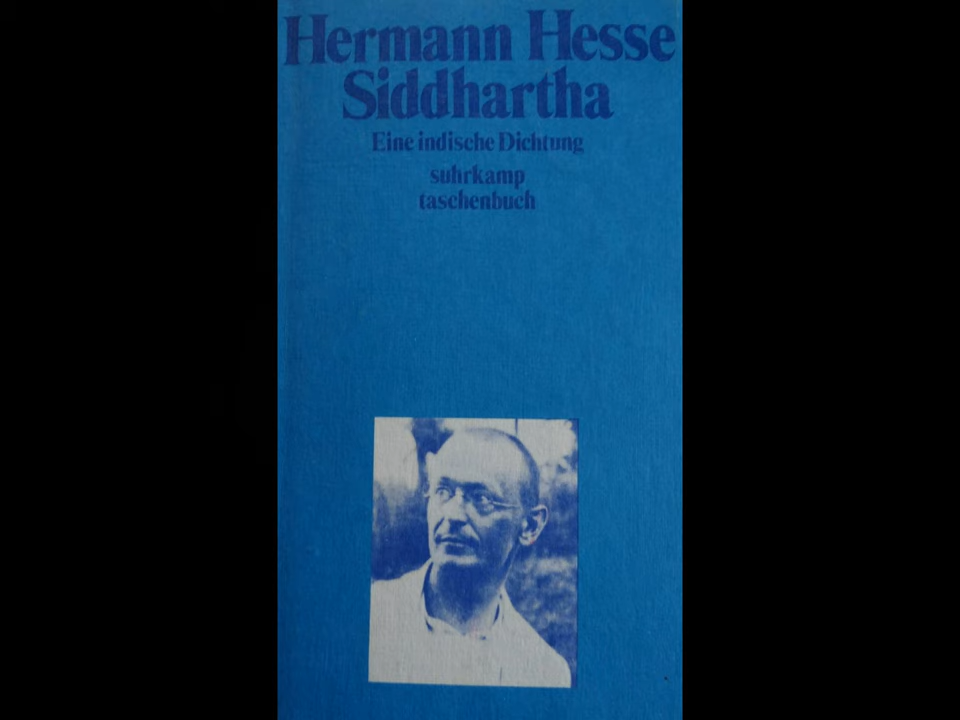 Hermann Hesse
Siddhartha
Eine indische Dichtung
suhrkamp
taschenbuch